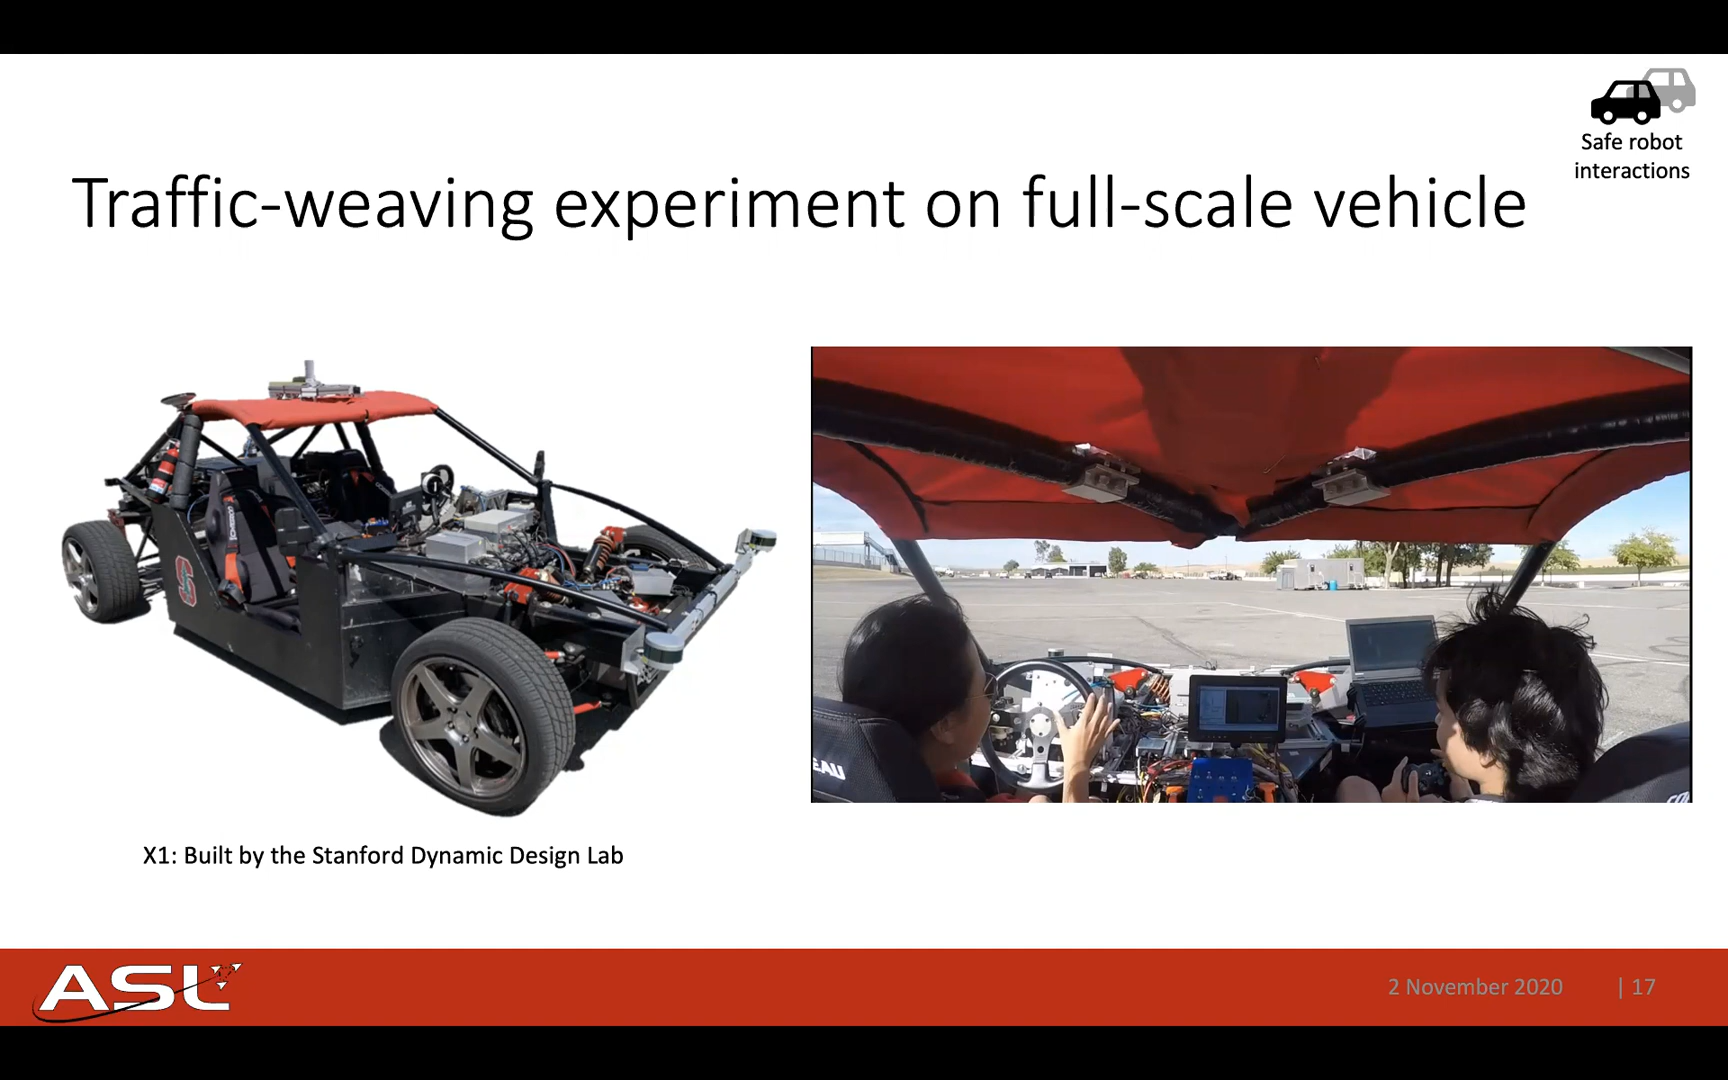 Safe robot
interactions
Traffic-weaving experiment on full-scale vehicle
S
EAU
X1: Built by the Stanford Dynamic Design Lab
ASL
2 November 2020
| 17